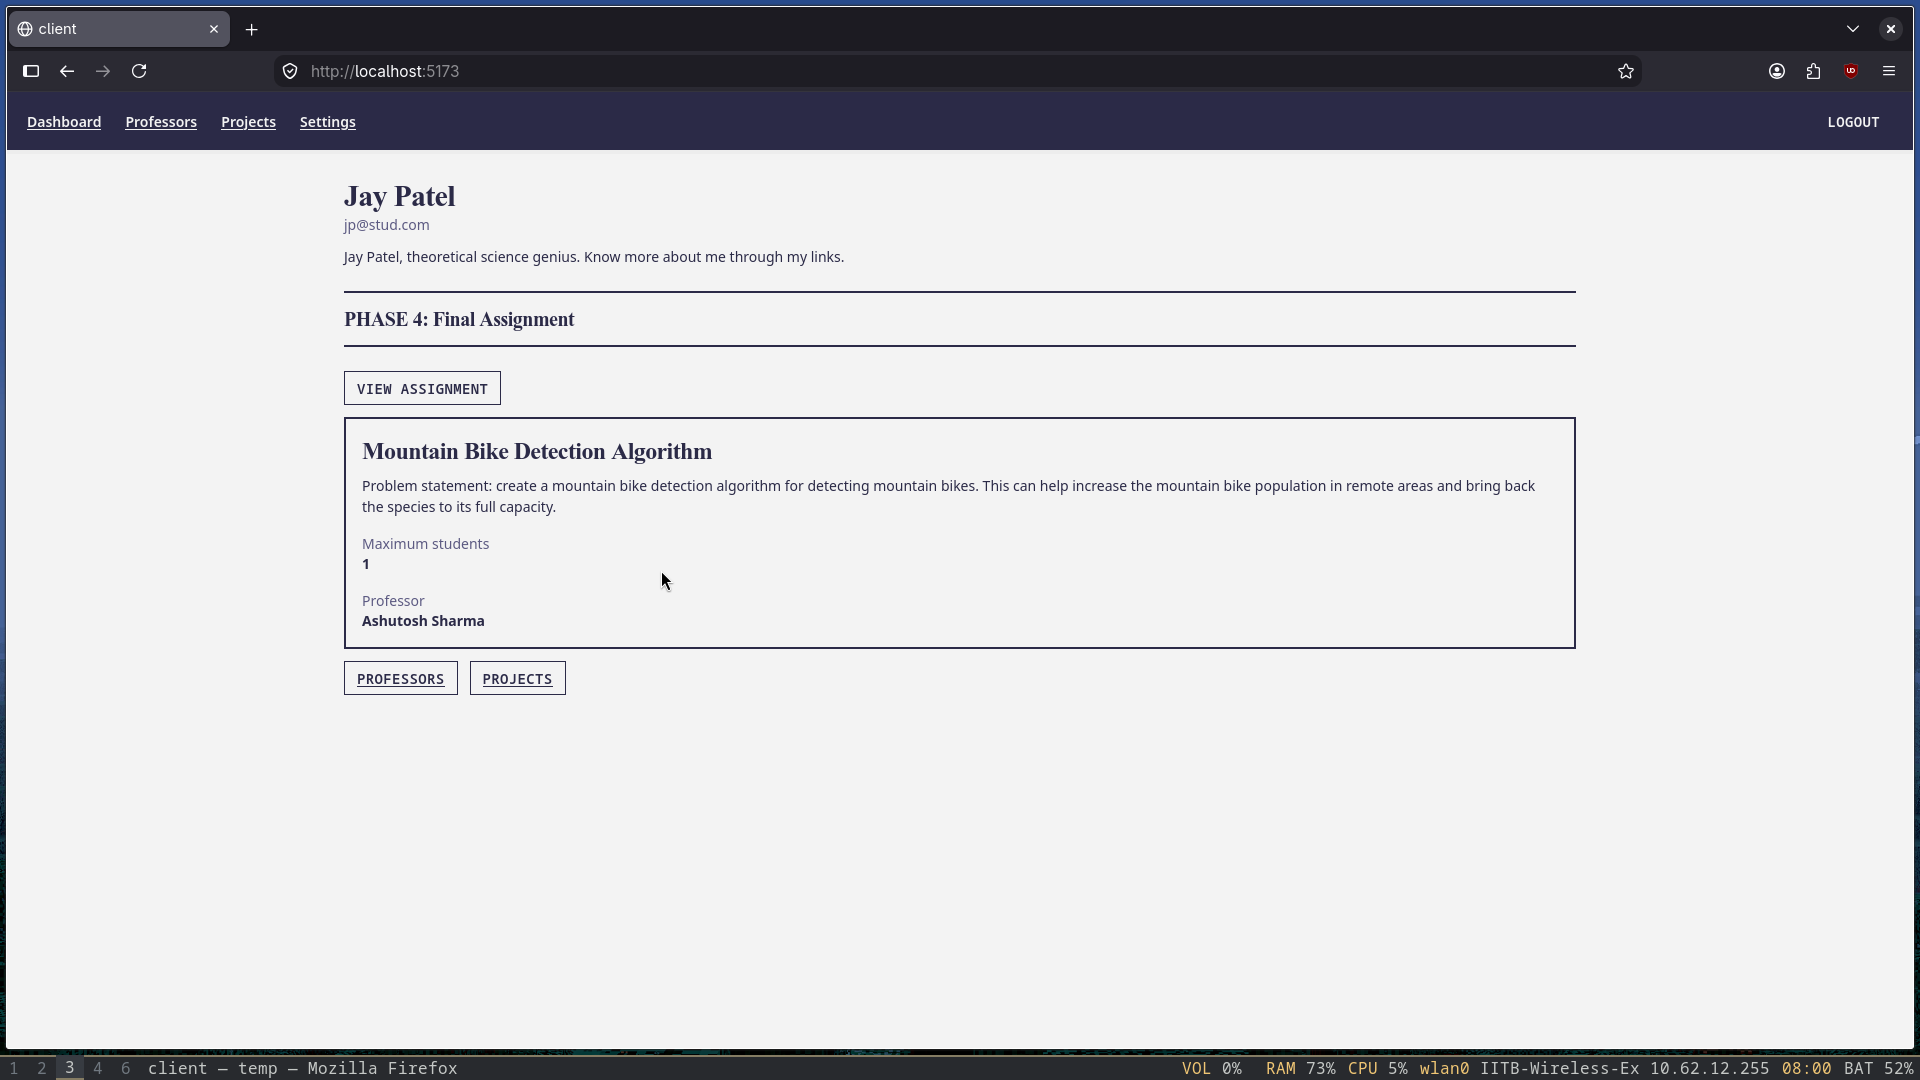 client
http://localhost:5173
Dashboard Professors Projects Settings LOGOUT
Jay Patel
jp@stud.com
Jay Patel, theoretical science genius. Know more about me through my links.
PHASE 4: Final Assignment
VIEW ASSIGNMENT
Mountain Bike Detection Algorithm
Problem statement: create a mountain bike detection algorithm for detecting mountain bikes. This can help increase the mountain bike population in remote areas and bring back
the species to its full capacity.
Maximum students
1
Professor
Ashutosh Sharma
PROFESSORS PROJECTS
1 2 3 4 6 client — temp — Mozilla Firefox VOL 0% RAM 73% CPU 5% wlan0 IITB-Wireless-Ex 10.62.12.255 08:00 BAT 52%